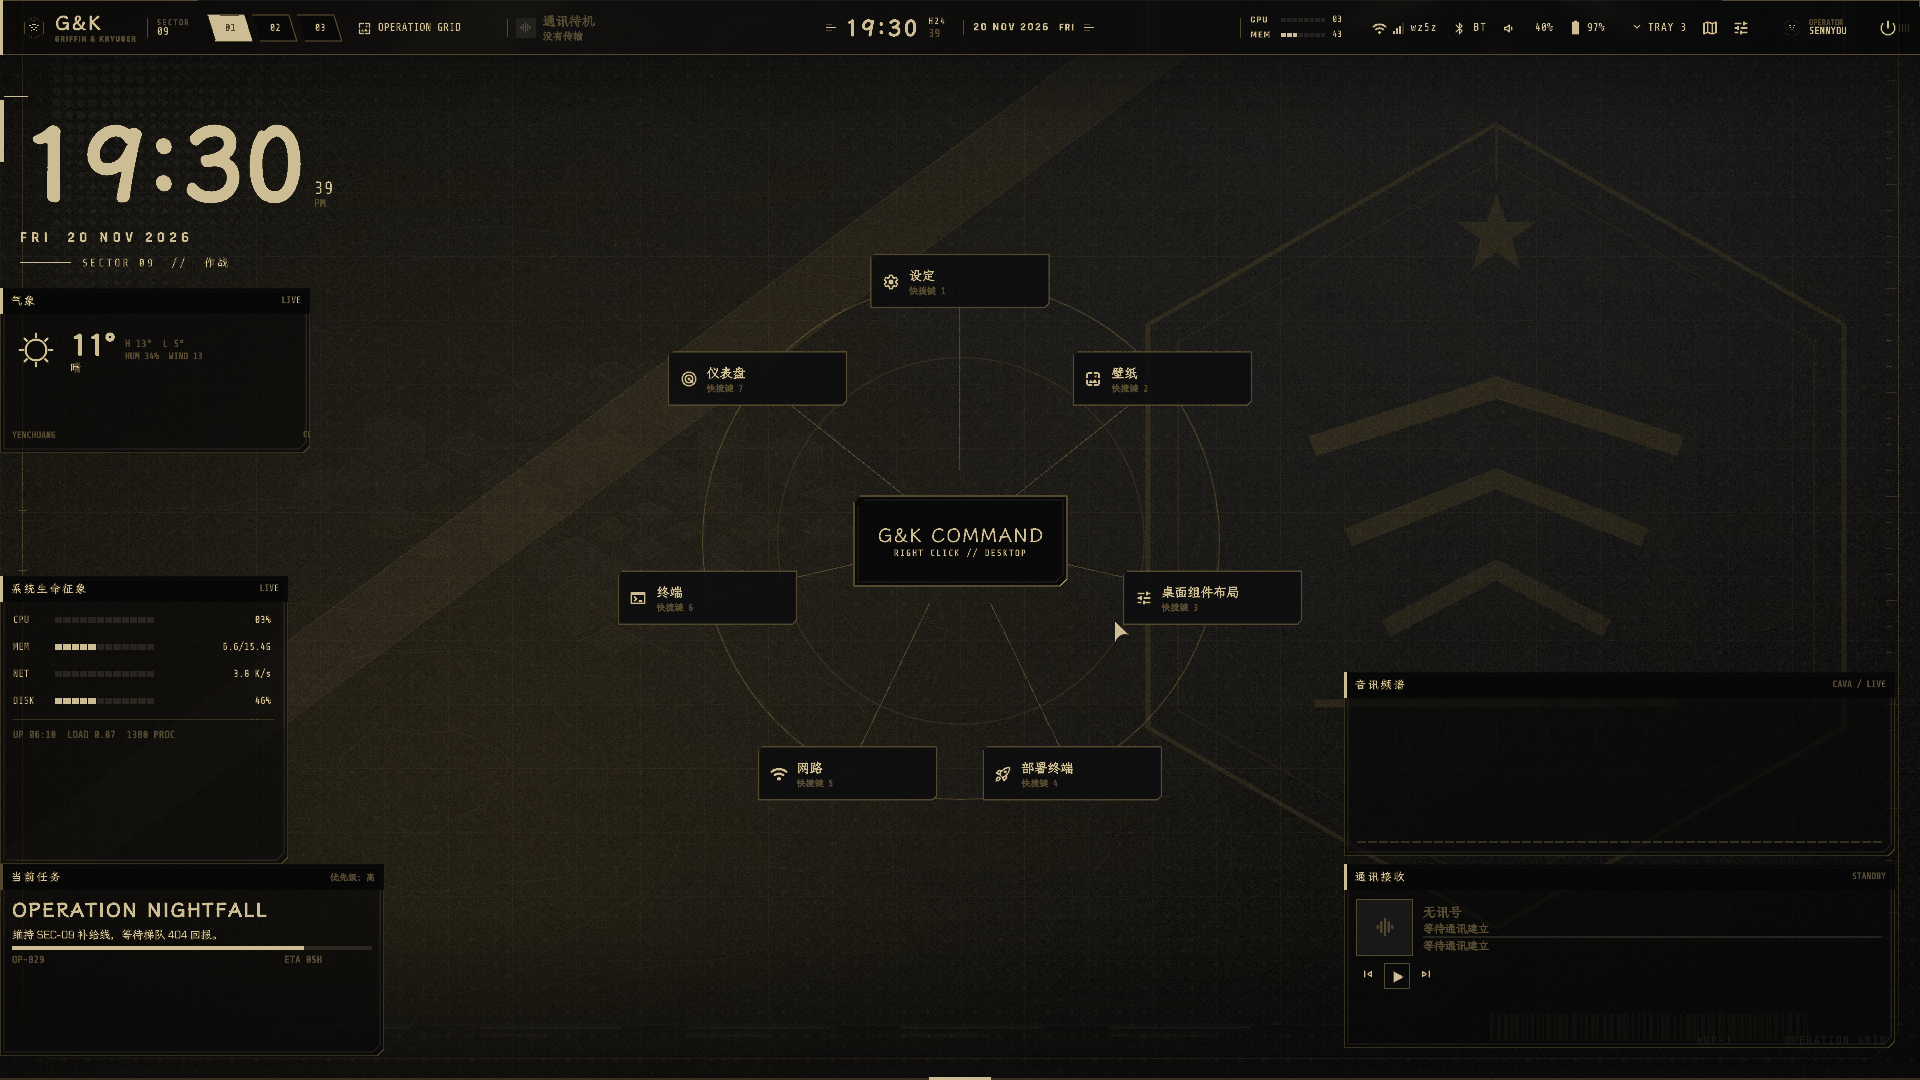 G&K
GRIFFIN & KRYUGER
SECTOR
09
01
02
03
OPERATION GRID
通讯待机
没有传输
19:30
H24
39
20 NOV 2026 FRI
CPU 03
MEM 43
wz5z
BT
40%
97%
TRAY 3
OPERATOR
SENNYOU
19:30
39
PM
FRI 20 NOV 2026
SECTOR 09 // 作战
气象
LIVE
11°
H 13° L 5°
HUM 34% WIND 13
晴
YENCHUANG
系统生命征象
LIVE
CPU 03%
MEM 6.6/15.4G
NET 3.8 K/s
DISK 46%
UP 06:10 LOAD 0.87 1380 PROC
当前任务
优先级: 高
OPERATION NIGHTFALL
维持 SEC-09 补给线，等待梯队 404 回报。
OP-829
ETA 05H
设定
快捷键 1
仪表盘
快捷键 7
壁纸
快捷键 2
G&K COMMAND
RIGHT CLICK // DESKTOP
终端
快捷键 6
桌面组件布局
快捷键 3
网路
快捷键 5
部署终端
快捷键 4
音讯频谱
CAVA / LIVE
通讯接收
STANDBY
无讯号
等待通讯建立
等待通讯建立
OPERATION GRID